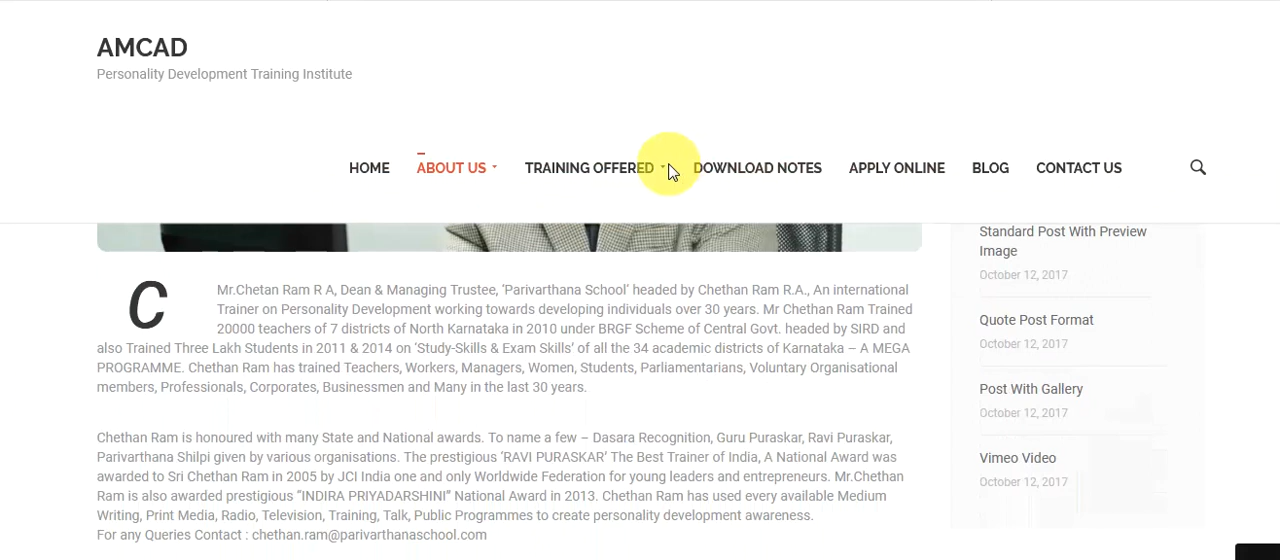 AMCAD
Personality Development Training Institute
HOME ABOUT US TRAINING OFFERED DOWNLOAD NOTES APPLY ONLINE BLOG CONTACT US
C
Mr.Chetan Ram R A, Dean & Managing Trustee, ‘Parivarthana School’ headed by Chethan Ram R.A., An international
Trainer on Personality Development working towards developing individuals over 30 years. Mr Chethan Ram Trained
20000 teachers of 7 districts of North Karnataka in 2010 under BRGF Scheme of Central Govt. headed by SIRD and
also Trained Three Lakh Students in 2011 & 2014 on ‘Study-Skills & Exam Skills’ of all the 34 academic districts of Karnataka – A MEGA
PROGRAMME. Chethan Ram has trained Teachers, Workers, Managers, Women, Students, Parliamentarians, Voluntary Organisational
members, Professionals, Corporates, Businessmen and Many in the last 30 years.
Chethan Ram is honoured with many State and National awards. To name a few – Dasara Recognition, Guru Puraskar, Ravi Puraskar,
Parivarthana Shilpi given by various organisations. The prestigious ‘RAVI PURASKAR’ The Best Trainer of India, A National Award was
awarded to Sri Chethan Ram in 2005 by JCI India one and only Worldwide Federation for young leaders and entrepreneurs. Mr.Chethan
Ram is also awarded prestigious “INDIRA PRIYADARSHINI” National Award in 2013. Chethan Ram has used every available Medium
Writing, Print Media, Radio, Television, Training, Talk, Public Programmes to create personality development awareness.
For any Queries Contact : chethan.ram@parivarthanaschool.com
Standard Post With Preview
Image
October 12, 2017
Quote Post Format
October 12, 2017
Post With Gallery
October 12, 2017
Vimeo Video
October 12, 2017